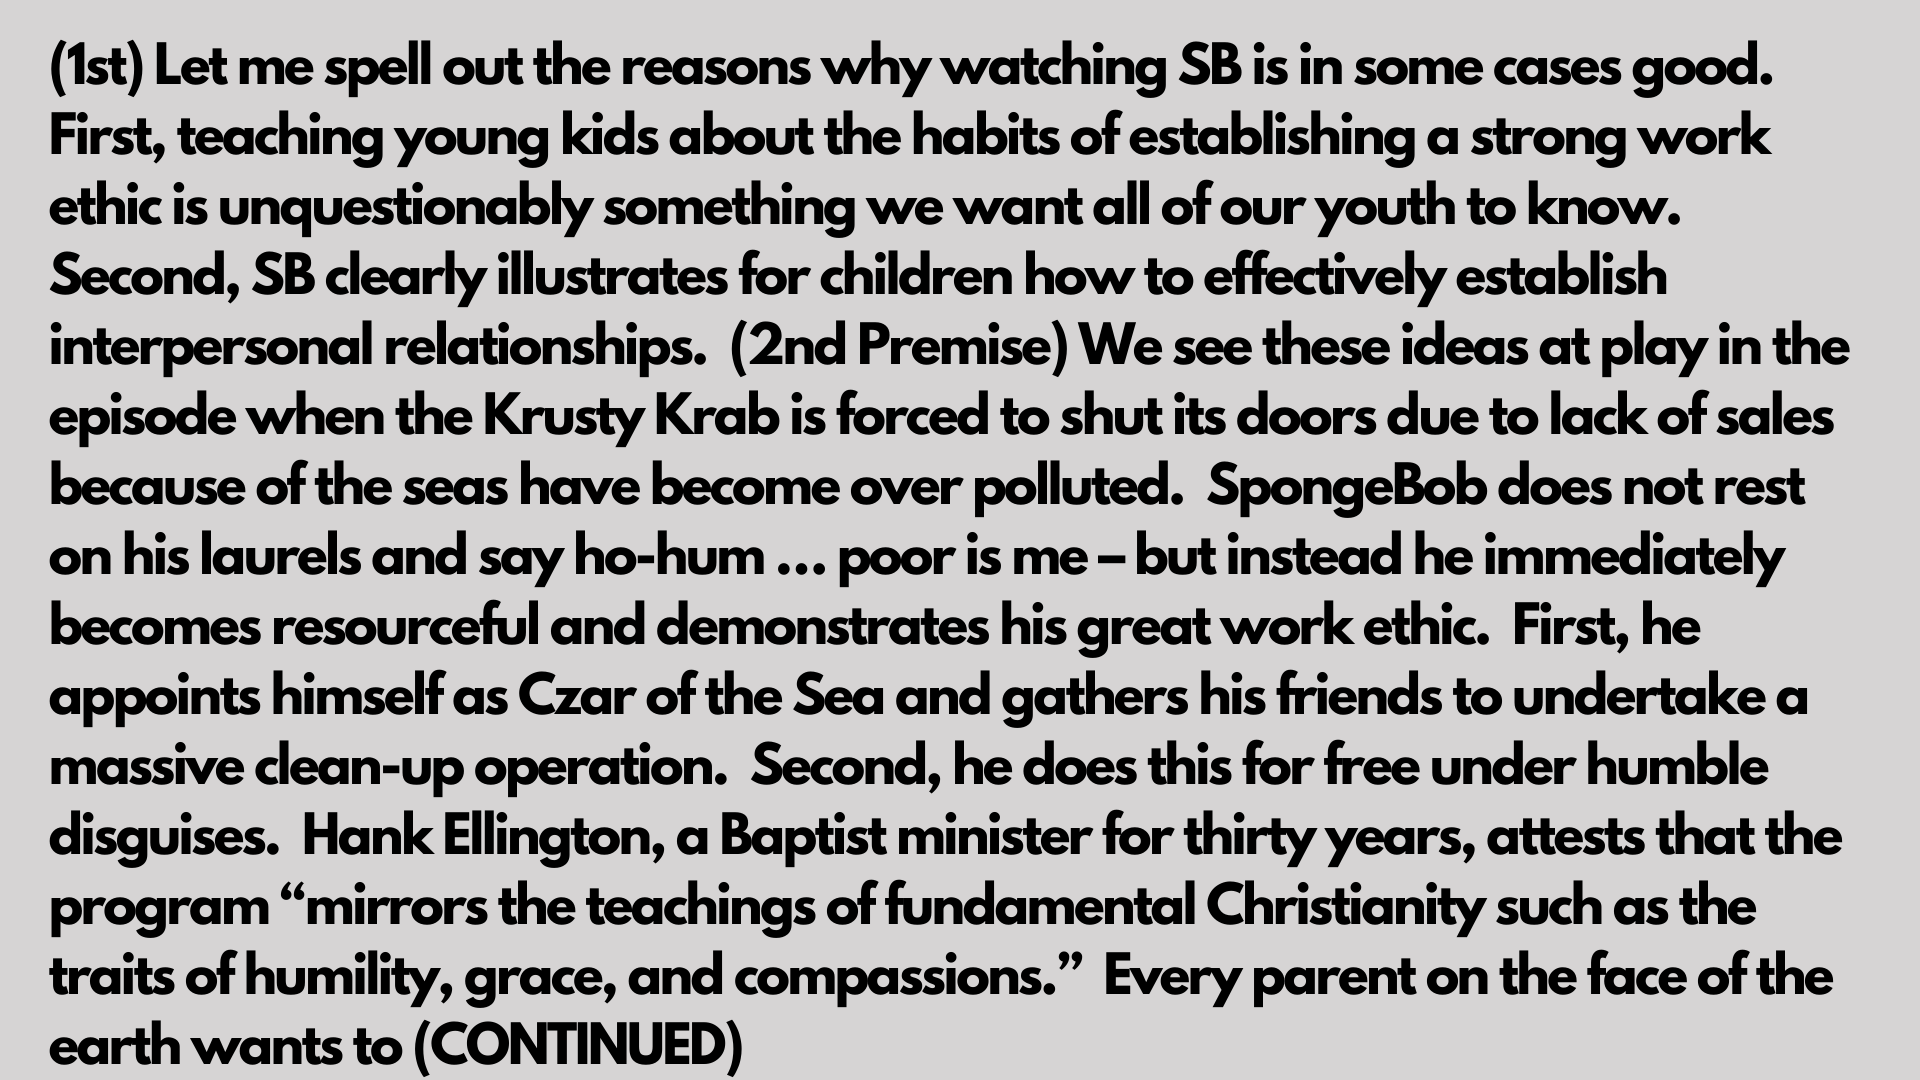 (1st) Let me spell out the reasons why watching SB is in some cases good.
First, teaching young kids about the habits of establishing a strong work
ethic is unquestionably something we want all of our youth to know.
Second, SB clearly illustrates for children how to effectively establish
interpersonal relationships.  (2nd Premise) We see these ideas at play in the
episode when the Krusty Krab is forced to shut its doors due to lack of sales
because of the seas have become over polluted.  SpongeBob does not rest
on his laurels and say ho-hum … poor is me – but instead he immediately
becomes resourceful and demonstrates his great work ethic.  First, he
appoints himself as Czar of the Sea and gathers his friends to undertake a
massive clean-up operation.  Second, he does this for free under humble
disguises.  Hank Ellington, a Baptist minister for thirty years, attests that the
program “mirrors the teachings of fundamental Christianity such as the
traits of humility, grace, and compassions.”  Every parent on the face of the
earth wants to (CONTINUED)